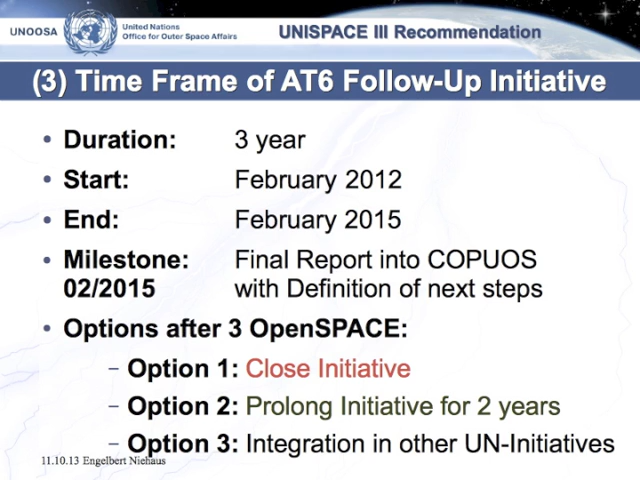 UNOOSA
United Nations
Office for Outer Space Affairs
UNISPACE III Recommendation
(3) Time Frame of AT6 Follow-Up Initiative
• Duration: 3 year
• Start: February 2012
• End: February 2015
• Milestone: Final Report into COPUOS
02/2015 with Definition of next steps
• Options after 3 OpenSPACE:
– Option 1: Close Initiative
– Option 2: Prolong Initiative for 2 years
– Option 3: Integration in other UN-Initiatives
11.10.13 Engelbert Niehaus